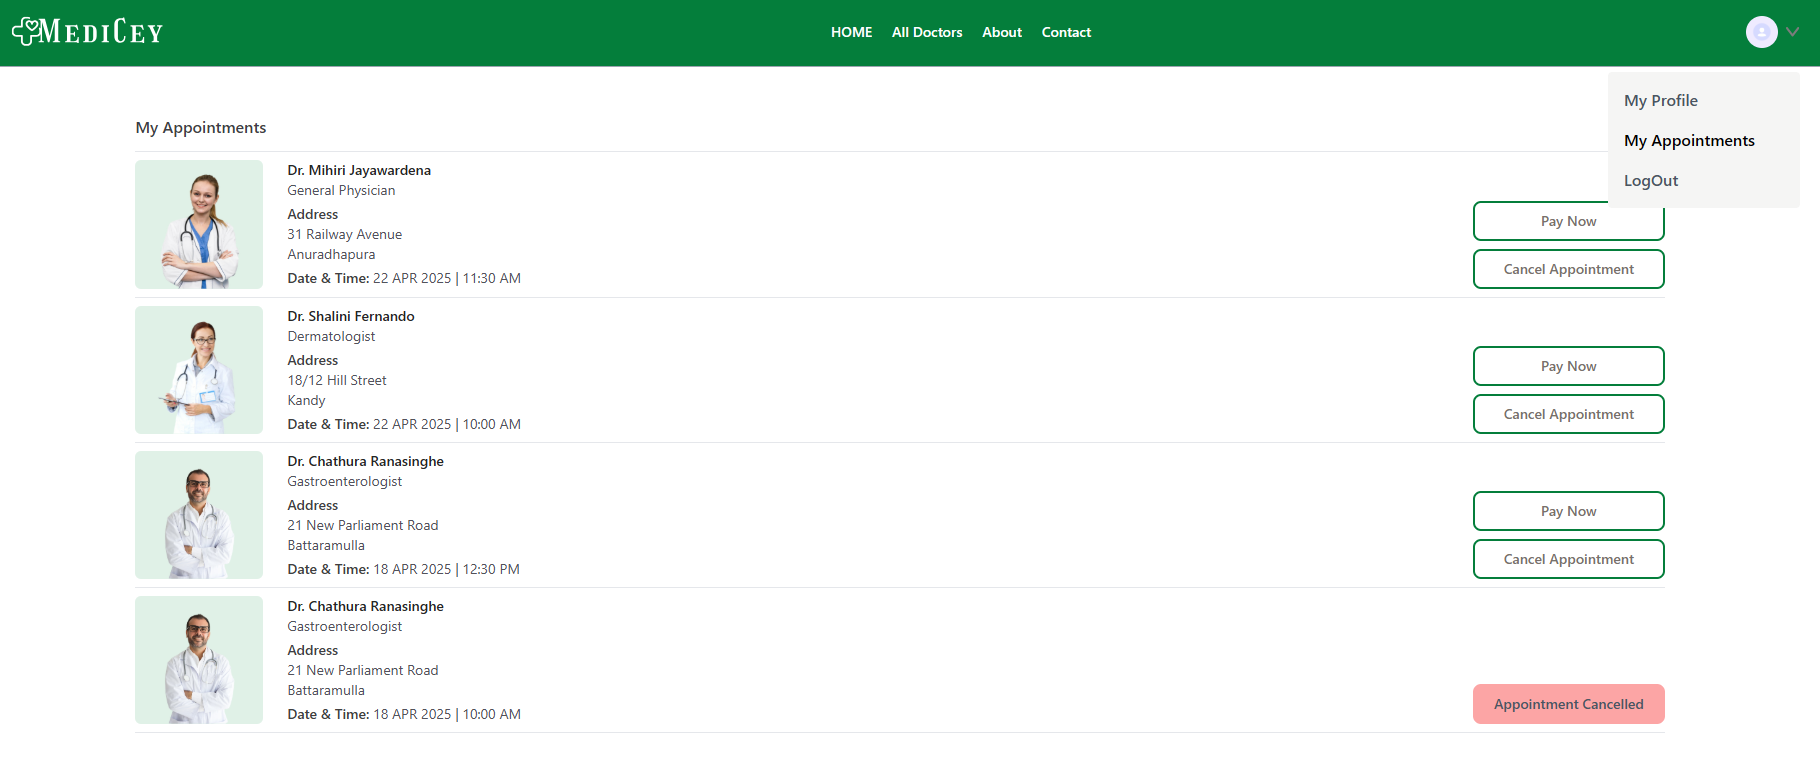 MediCey
HOME
All Doctors
About
Contact
My Profile
My Appointments
LogOut
My Appointments
Dr. Mihiri Jayawardena
General Physician
Address
31 Railway Avenue
Anuradhapura
Date & Time: 22 APR 2025 | 11:30 AM
Pay Now
Cancel Appointment
Dr. Shalini Fernando
Dermatologist
Address
18/12 Hill Street
Kandy
Date & Time: 22 APR 2025 | 10:00 AM
Pay Now
Cancel Appointment
Dr. Chathura Ranasinghe
Gastroenterologist
Address
21 New Parliament Road
Battaramulla
Date & Time: 18 APR 2025 | 12:30 PM
Pay Now
Cancel Appointment
Dr. Chathura Ranasinghe
Gastroenterologist
Address
21 New Parliament Road
Battaramulla
Date & Time: 18 APR 2025 | 10:00 AM
Appointment Cancelled